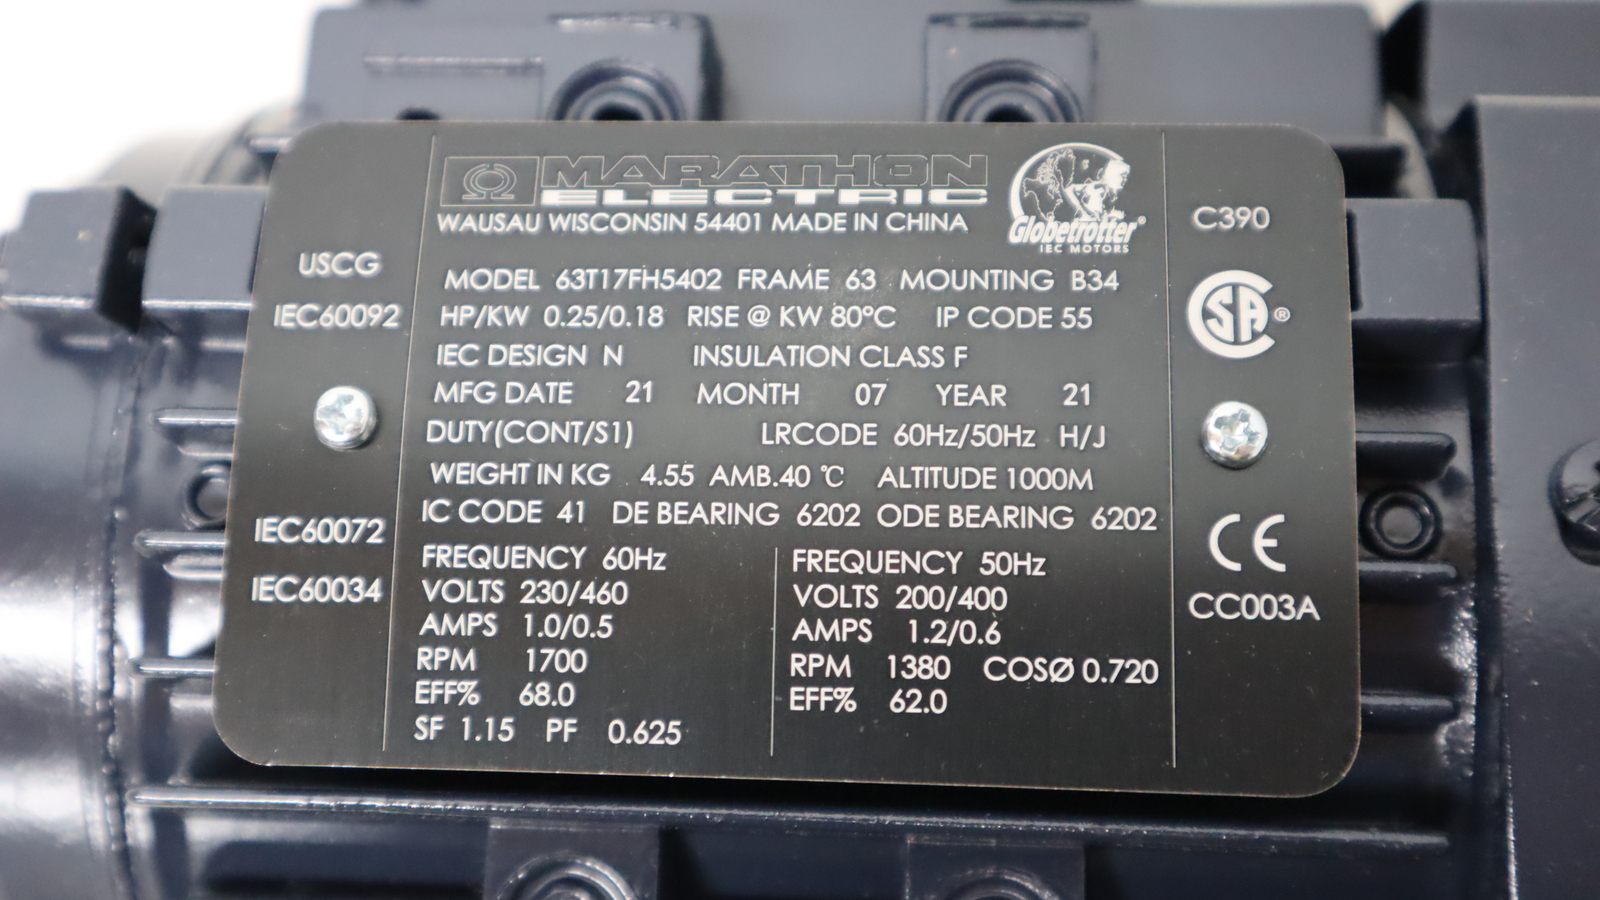 MARATHON
ELECTRIC
WAUSAU WISCONSIN 54401 MADE IN CHINA
Globetrotter®
IEC MOTORS
C390
USCG
IEC60092
IEC60072
IEC60034
MODEL 63T17FH5402 FRAME 63 MOUNTING B34
HP/KW 0.25/0.18 RISE @ KW 80°C IP CODE 55
IEC DESIGN N INSULATION CLASS F
MFG DATE 21 MONTH 07 YEAR 21
DUTY(CONT/S1) LRCODE 60Hz/50Hz H/J
WEIGHT IN KG 4.55 AMB.40 ℃ ALTITUDE 1000M
IC CODE 41 DE BEARING 6202 ODE BEARING 6202
FREQUENCY 60Hz
VOLTS 230/460
AMPS 1.0/0.5
RPM 1700
EFF% 68.0
SF 1.15 PF 0.625
FREQUENCY 50Hz
VOLTS 200/400
AMPS 1.2/0.6
RPM 1380 COSØ 0.720
EFF% 62.0
SA®
CE
CC003A